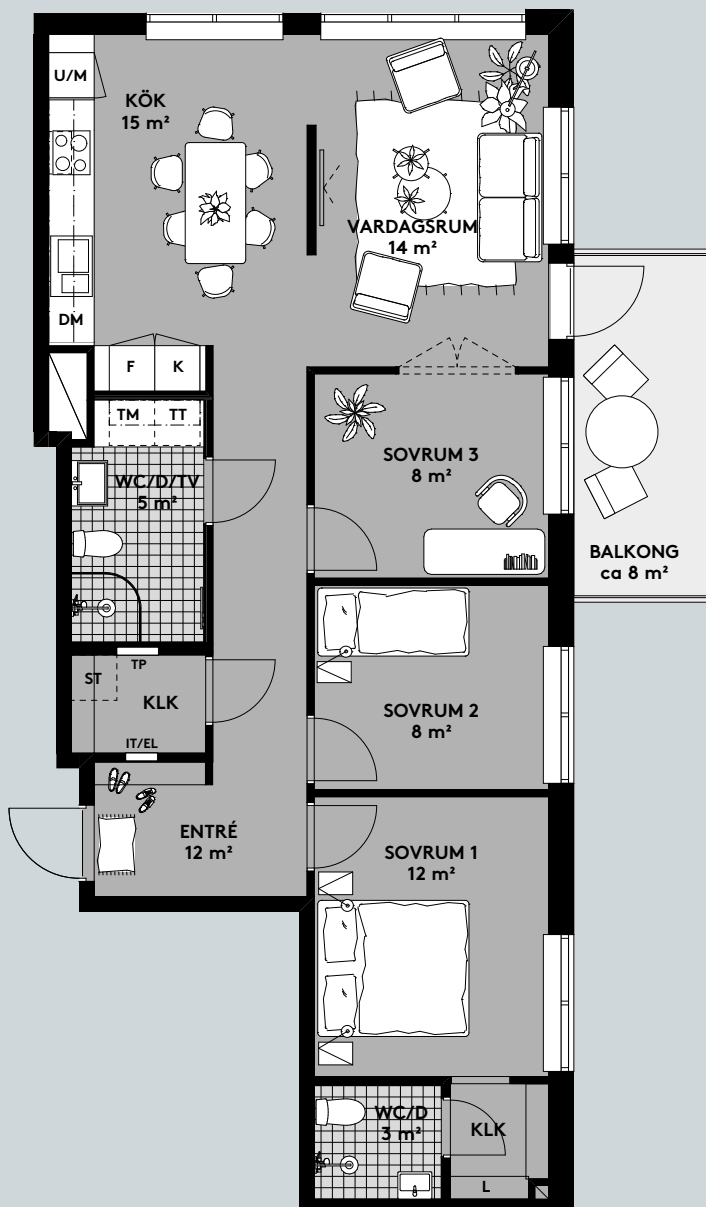 U/M
KÖK
15 m²
VARDAGSRUM
14 m²
DM
F
K
TM
TT
WC/D/TV
5 m²
SOVRUM 3
8 m²
BALKONG
ca 8 m²
TP
ST
KLK
IT/EL
SOVRUM 2
8 m²
ENTRÉ
12 m²
SOVRUM 1
12 m²
WC/D
3 m²
KLK
L